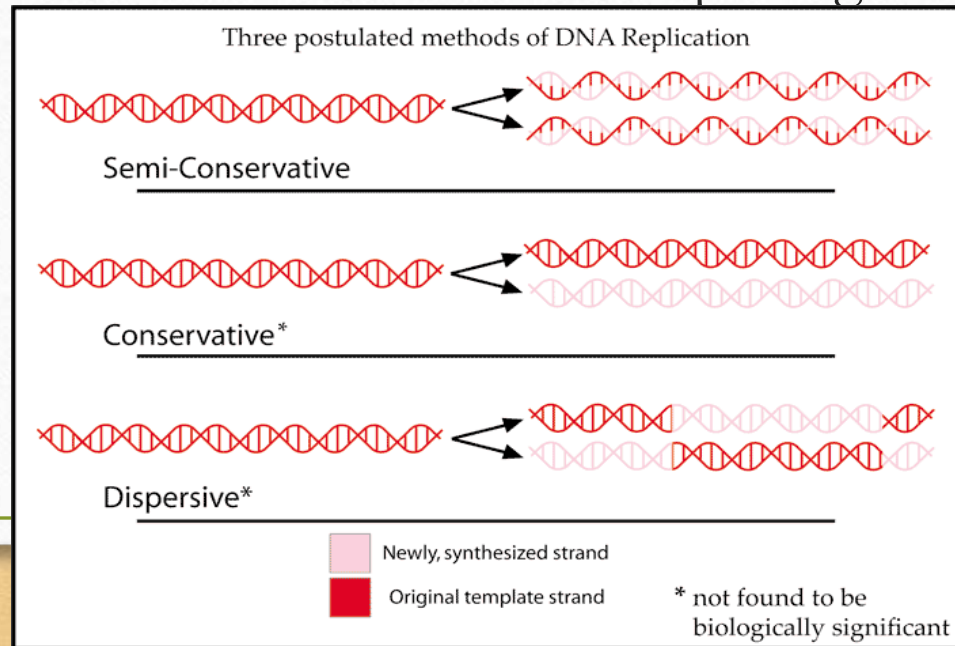 Three postulated methods of DNA Replication
Semi-Conservative
Conservative*
Dispersive*
Newly, synthesized strand
Original template strand
* not found to be
biologically significant